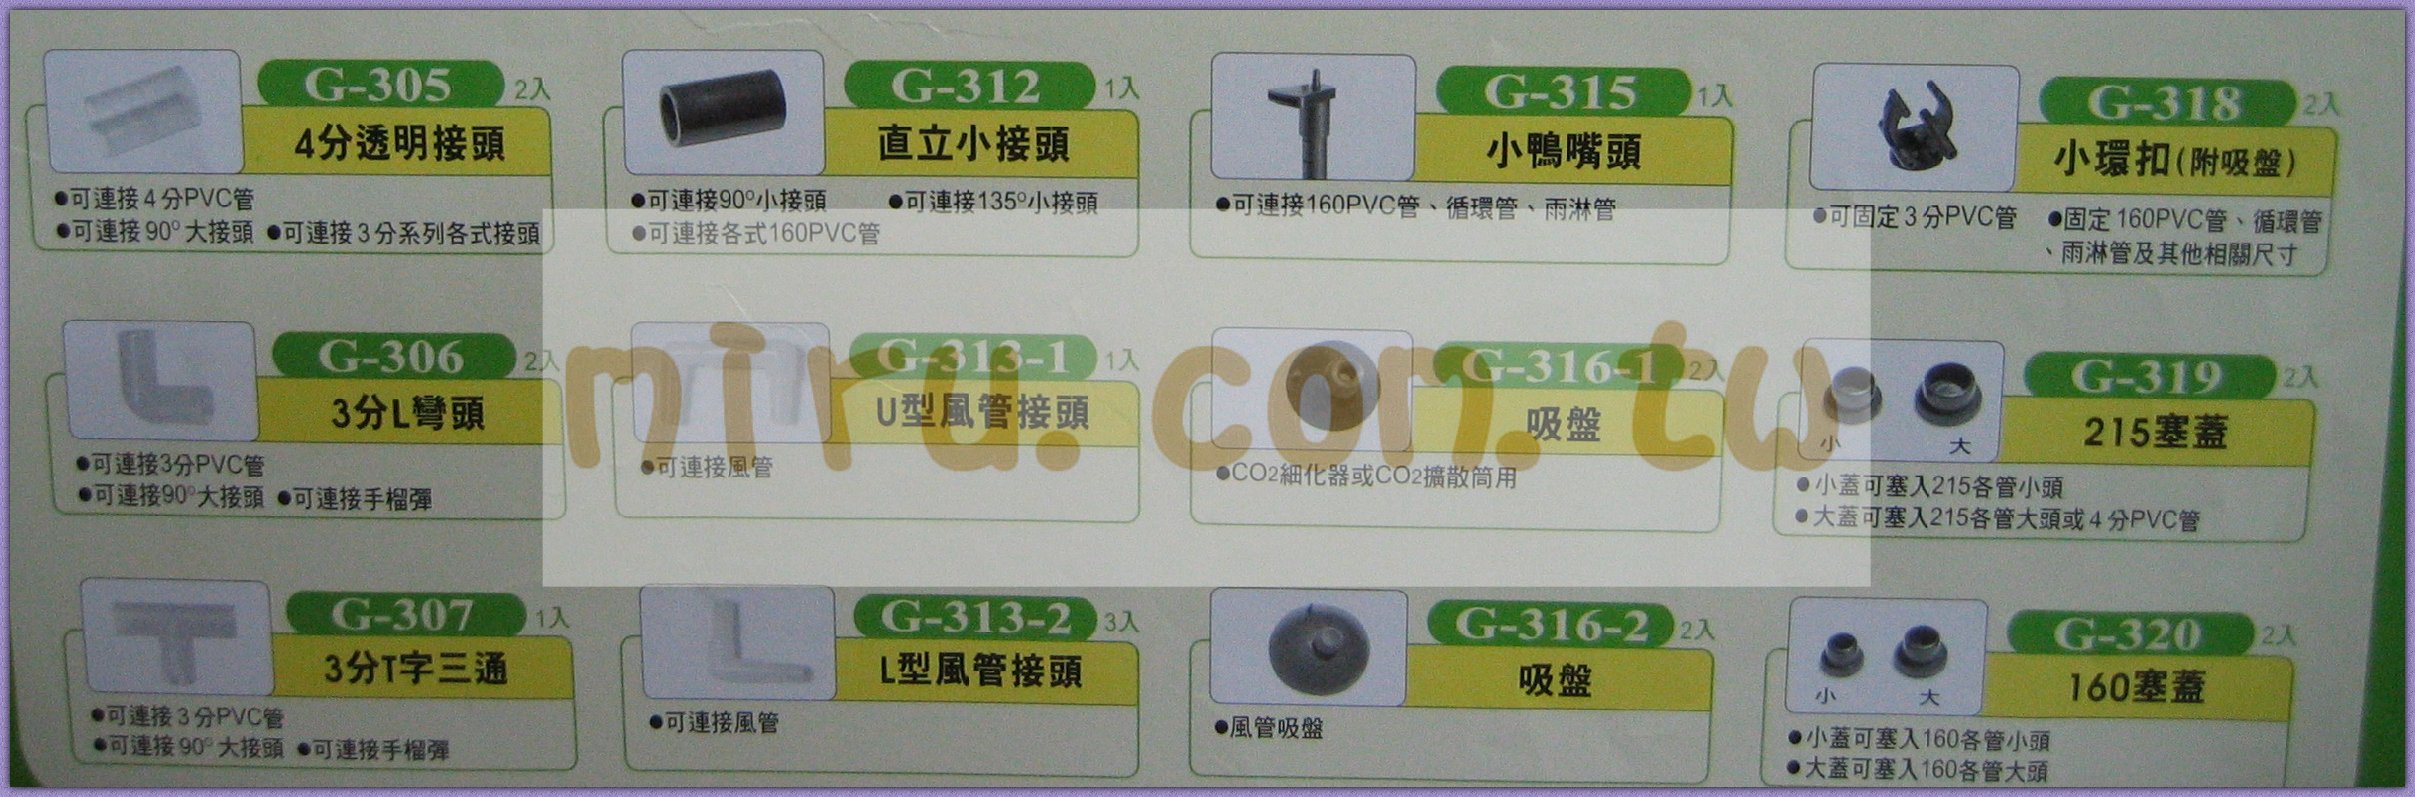 G-305 2入
4分透明接頭
●可連接4分PVC管
●可連接90°大接頭 ●可連接3分系列各式接頭
G-312 1入
直立小接頭
●可連接90°小接頭 ●可連接135°小接頭
●可連接各式160PVC管
G-315 1入
小鴨嘴頭
●可連接160PVC管、循環管、雨淋管
G-318 2入
小環扣(附吸盤)
●可固定3分PVC管 ●固定160PVC管、循環管
、雨淋管及其他相關尺寸
G-306 2入
3分L彎頭
●可連接3分PVC管
●可連接90°大接頭 ●可連接手榴彈
G-313-1 1入
U型風管接頭
●可連接風管
G-316-1 2入
吸盤
●CO2細化器或CO2擴散筒用
G-319 2入
215塞蓋
小 大
●小蓋可塞入215各管小頭
●大蓋可塞入215各管大頭或4分PVC管
niru.com.tw
G-307 1入
3分T字三通
●可連接3分PVC管
●可連接90°大接頭 ●可連接手榴彈
G-313-2 3入
L型風管接頭
●可連接風管
G-316-2 2入
吸盤
●風管吸盤
G-320 2入
160塞蓋
小 大
●小蓋可塞入160各管小頭
●大蓋可塞入160各管大頭